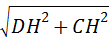 √(DH² + CH²)